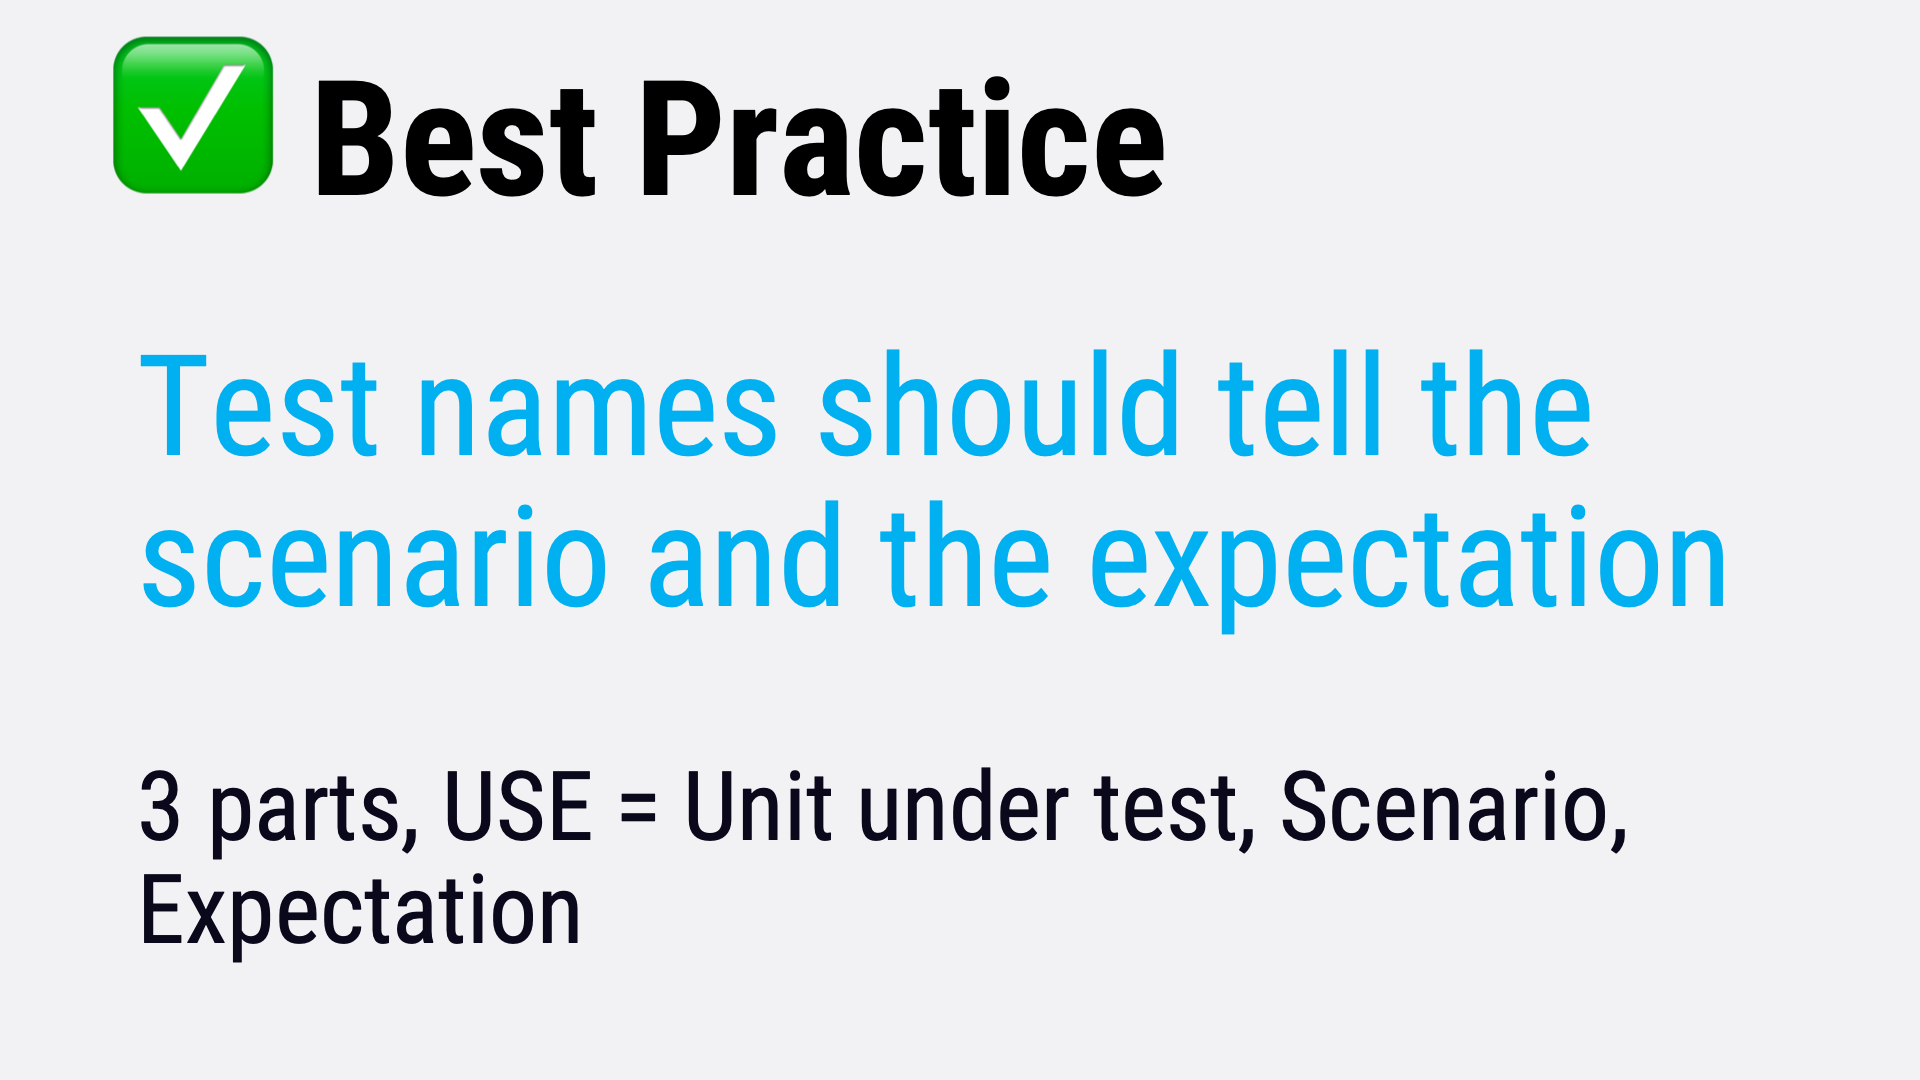 ✅ Best Practice
Test names should tell the
scenario and the expectation
3 parts, USE = Unit under test, Scenario,
Expectation